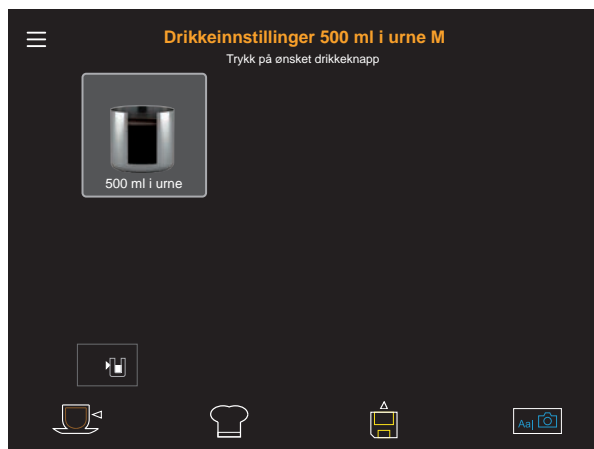 Drikkeinnstillinger 500 ml i urne M
Trykk på ønsket drikkeknapp
500 ml i urne
Aa|